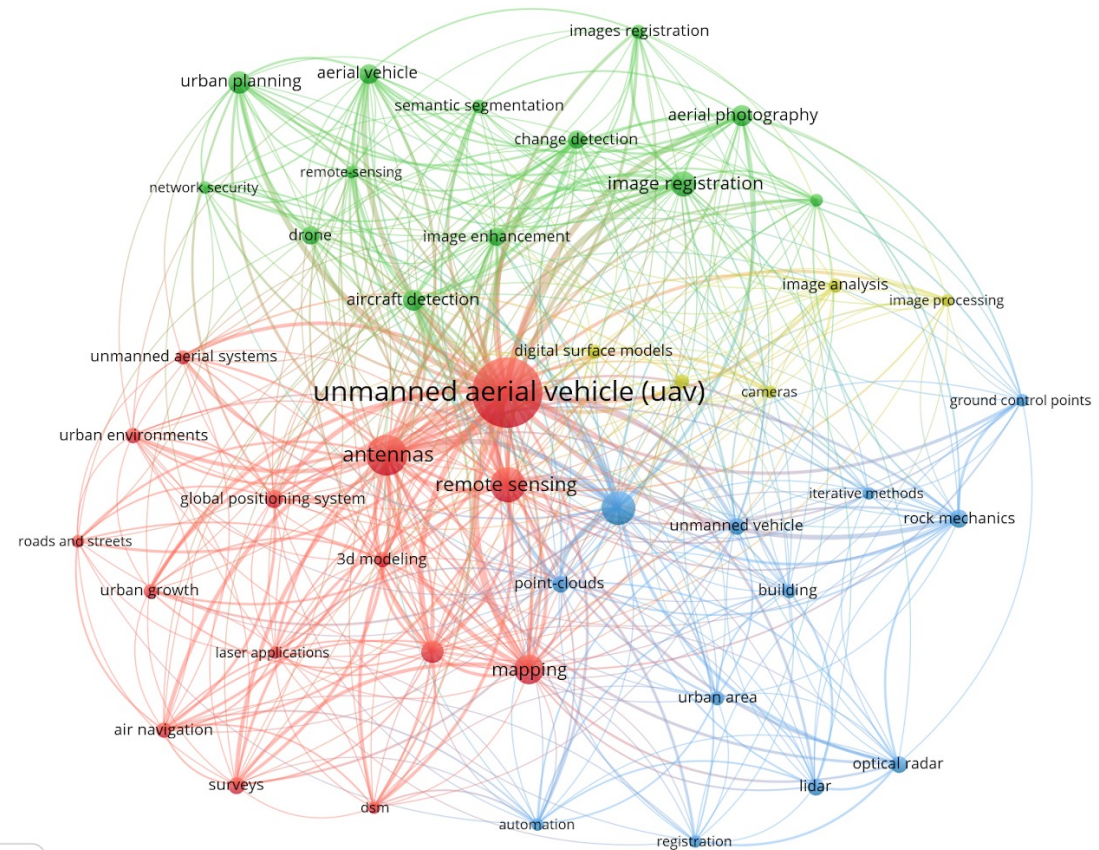 images registration
aerial vehicle
urban planning
semantic segmentation
aerial photography
change detection
remote-sensing
network security
image registration
drone
image enhancement
image analysis
aircraft detection
image processing
digital surface models
unmanned aerial systems
unmanned aerial vehicle (uav)
cameras
ground control points
urban environments
antennas
remote sensing
global positioning system
iterative methods
rock mechanics
unmanned vehicle
roads and streets
3d modeling
point-clouds
urban growth
building
laser applications
mapping
urban area
air navigation
optical radar
surveys
lidar
dsm
automation
registration